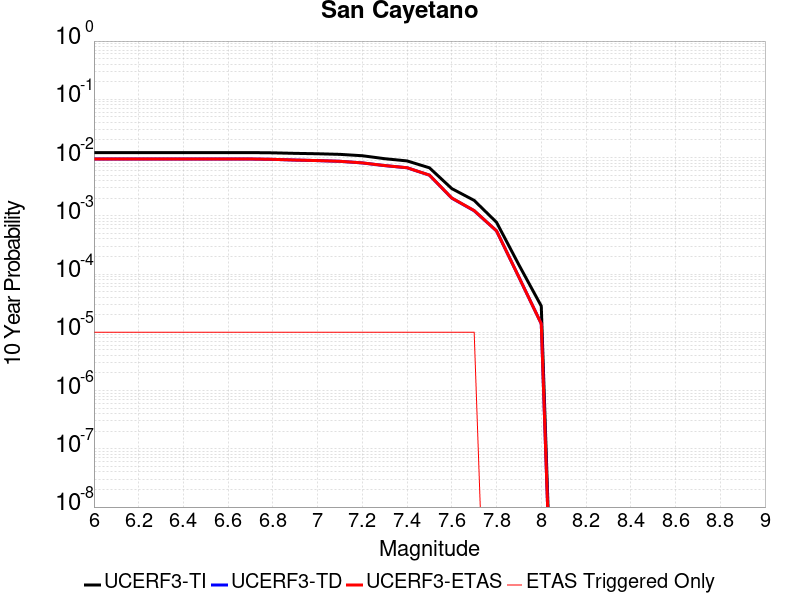 San Cayetano
10^0
10^-1
10^-2
10^-3
10^-4
10^-5
10^-6
10^-7
10^-8
10 Year Probability
6 6.2 6.4 6.6 6.8 7 7.2 7.4 7.6 7.8 8 8.2 8.4 8.6 8.8 9
Magnitude
UCERF3-TI UCERF3-TD UCERF3-ETAS ETAS Triggered Only